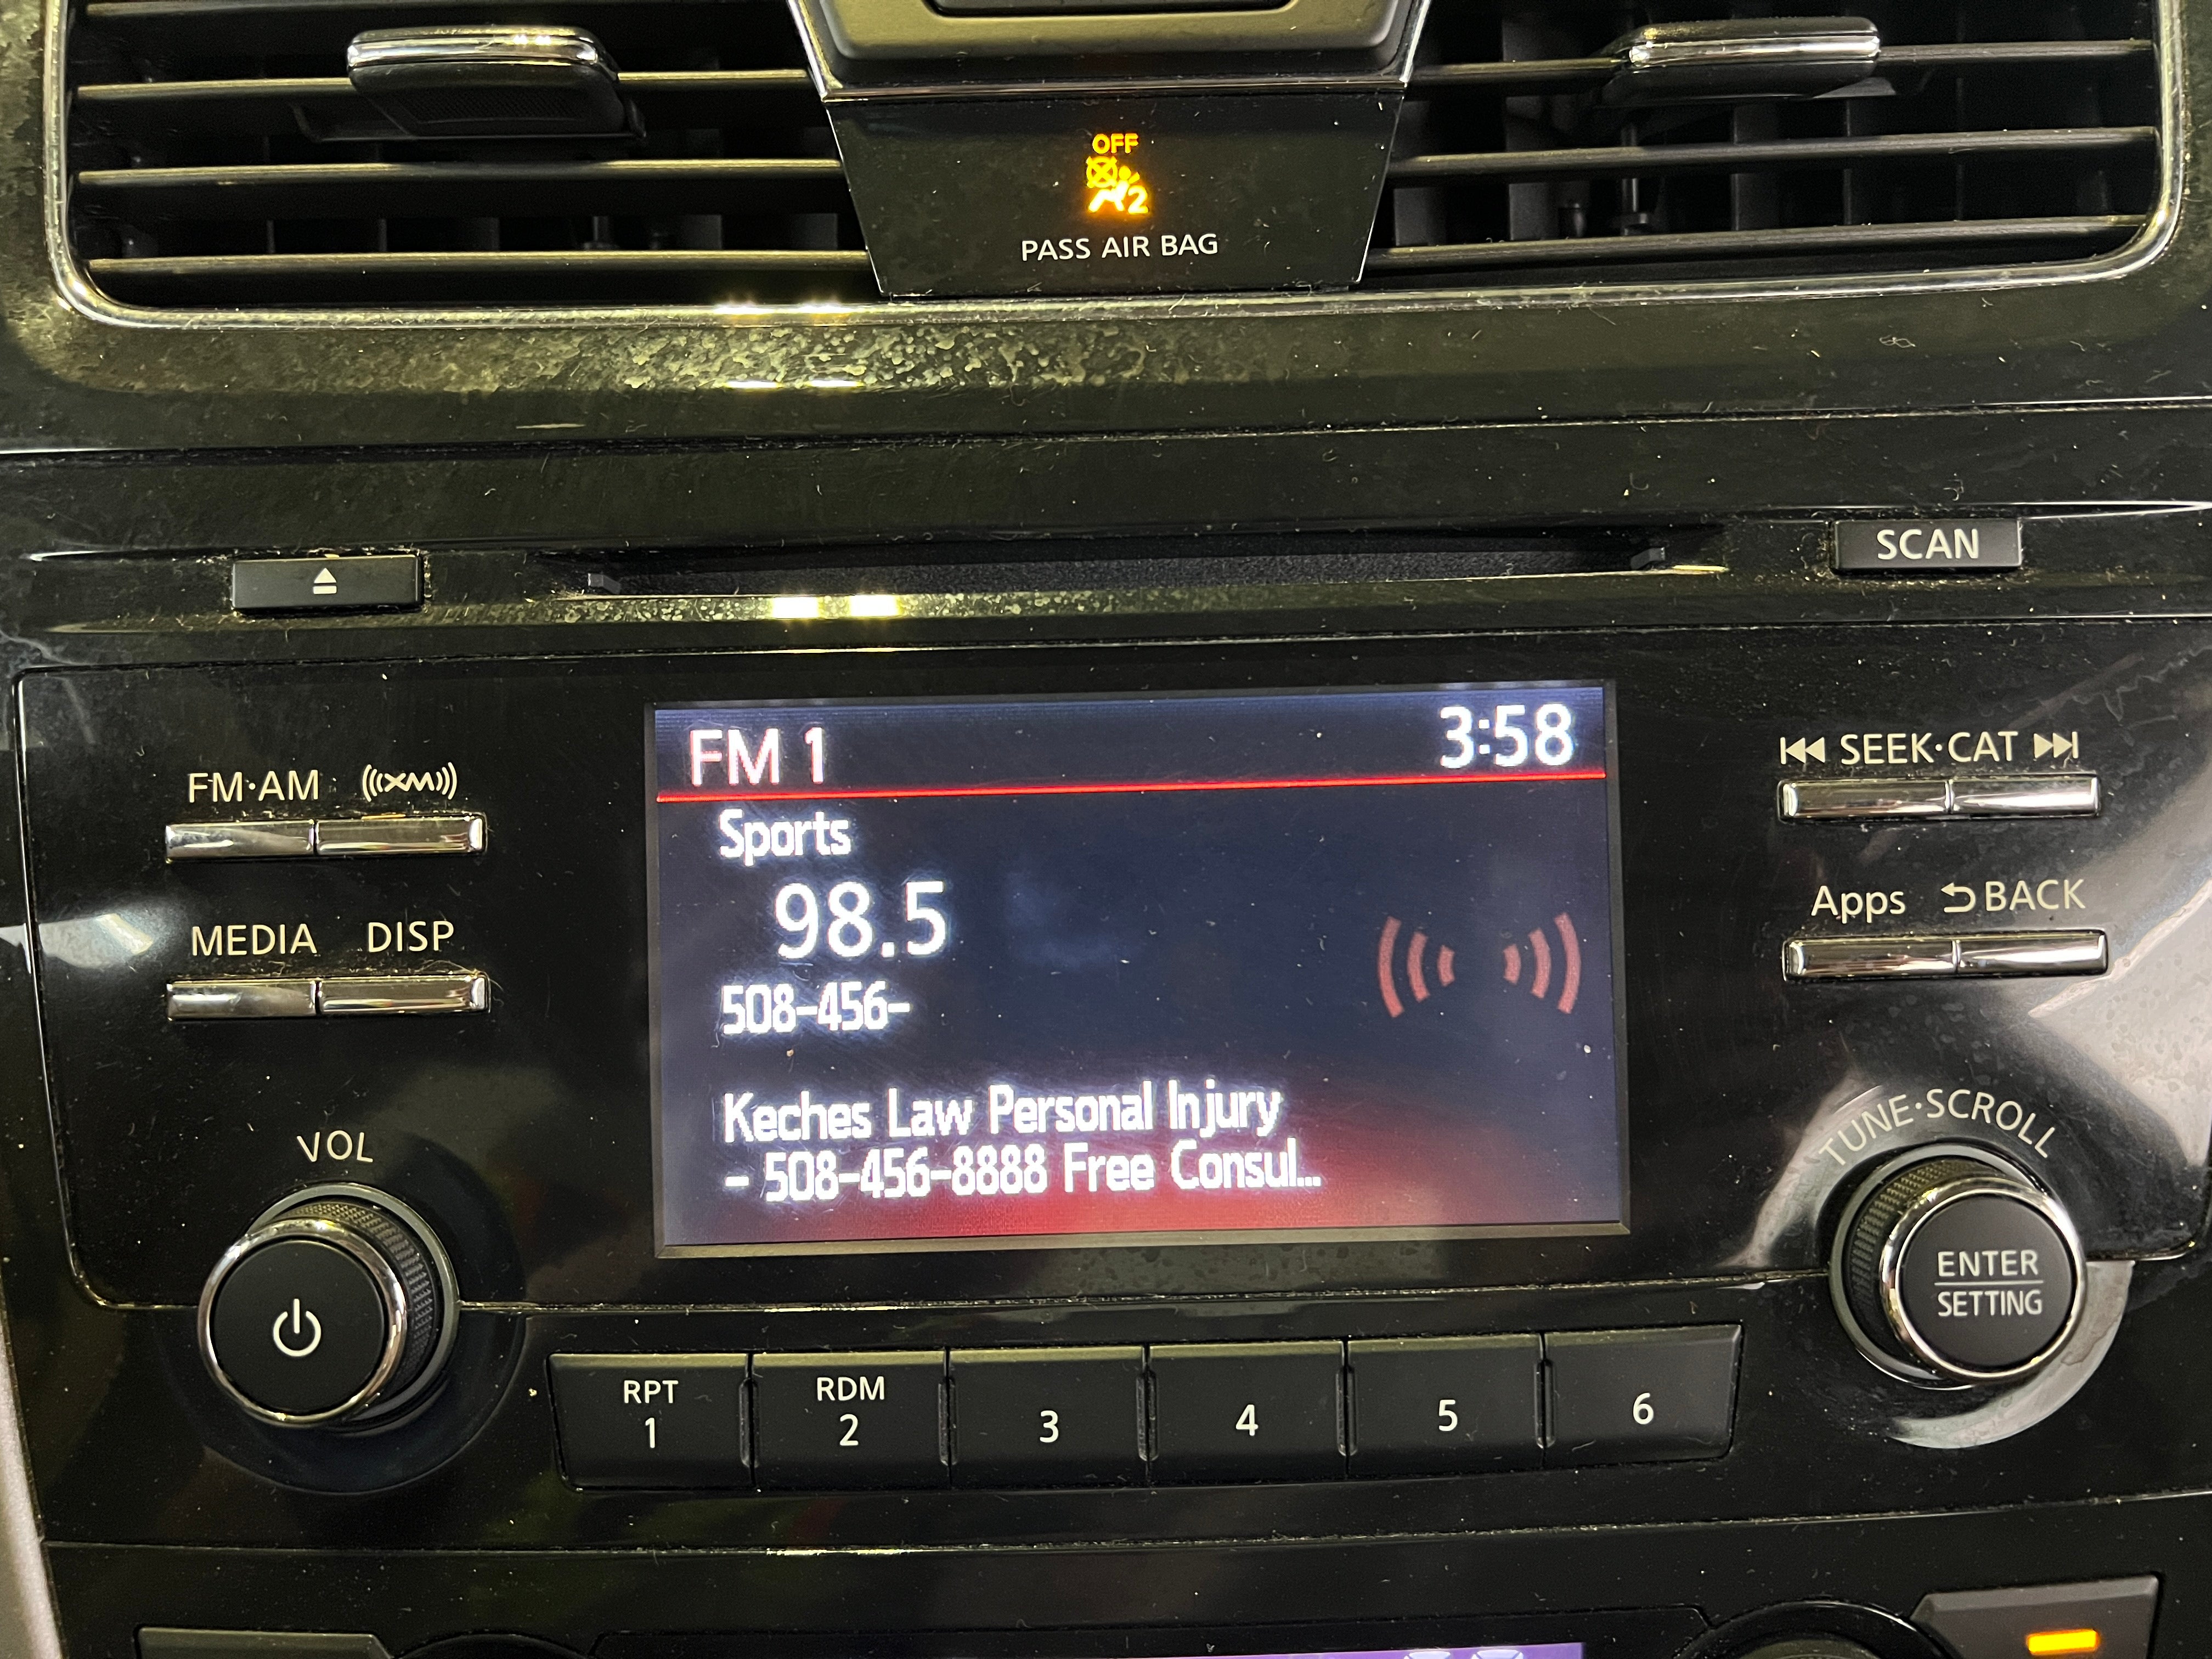 OFF
2
PASS AIR BAG
SCAN
FM·AM
XM
SEEK·CAT
MEDIA
DISP
Apps
BACK
FM 1
3:58
Sports
98.5
508-456-
Keches Law Personal Injury
- 508-456-8888 Free Consul...
VOL
TUNE·SCROLL
ENTER
SETTING
RPT
1
RDM
2
3
4
5
6